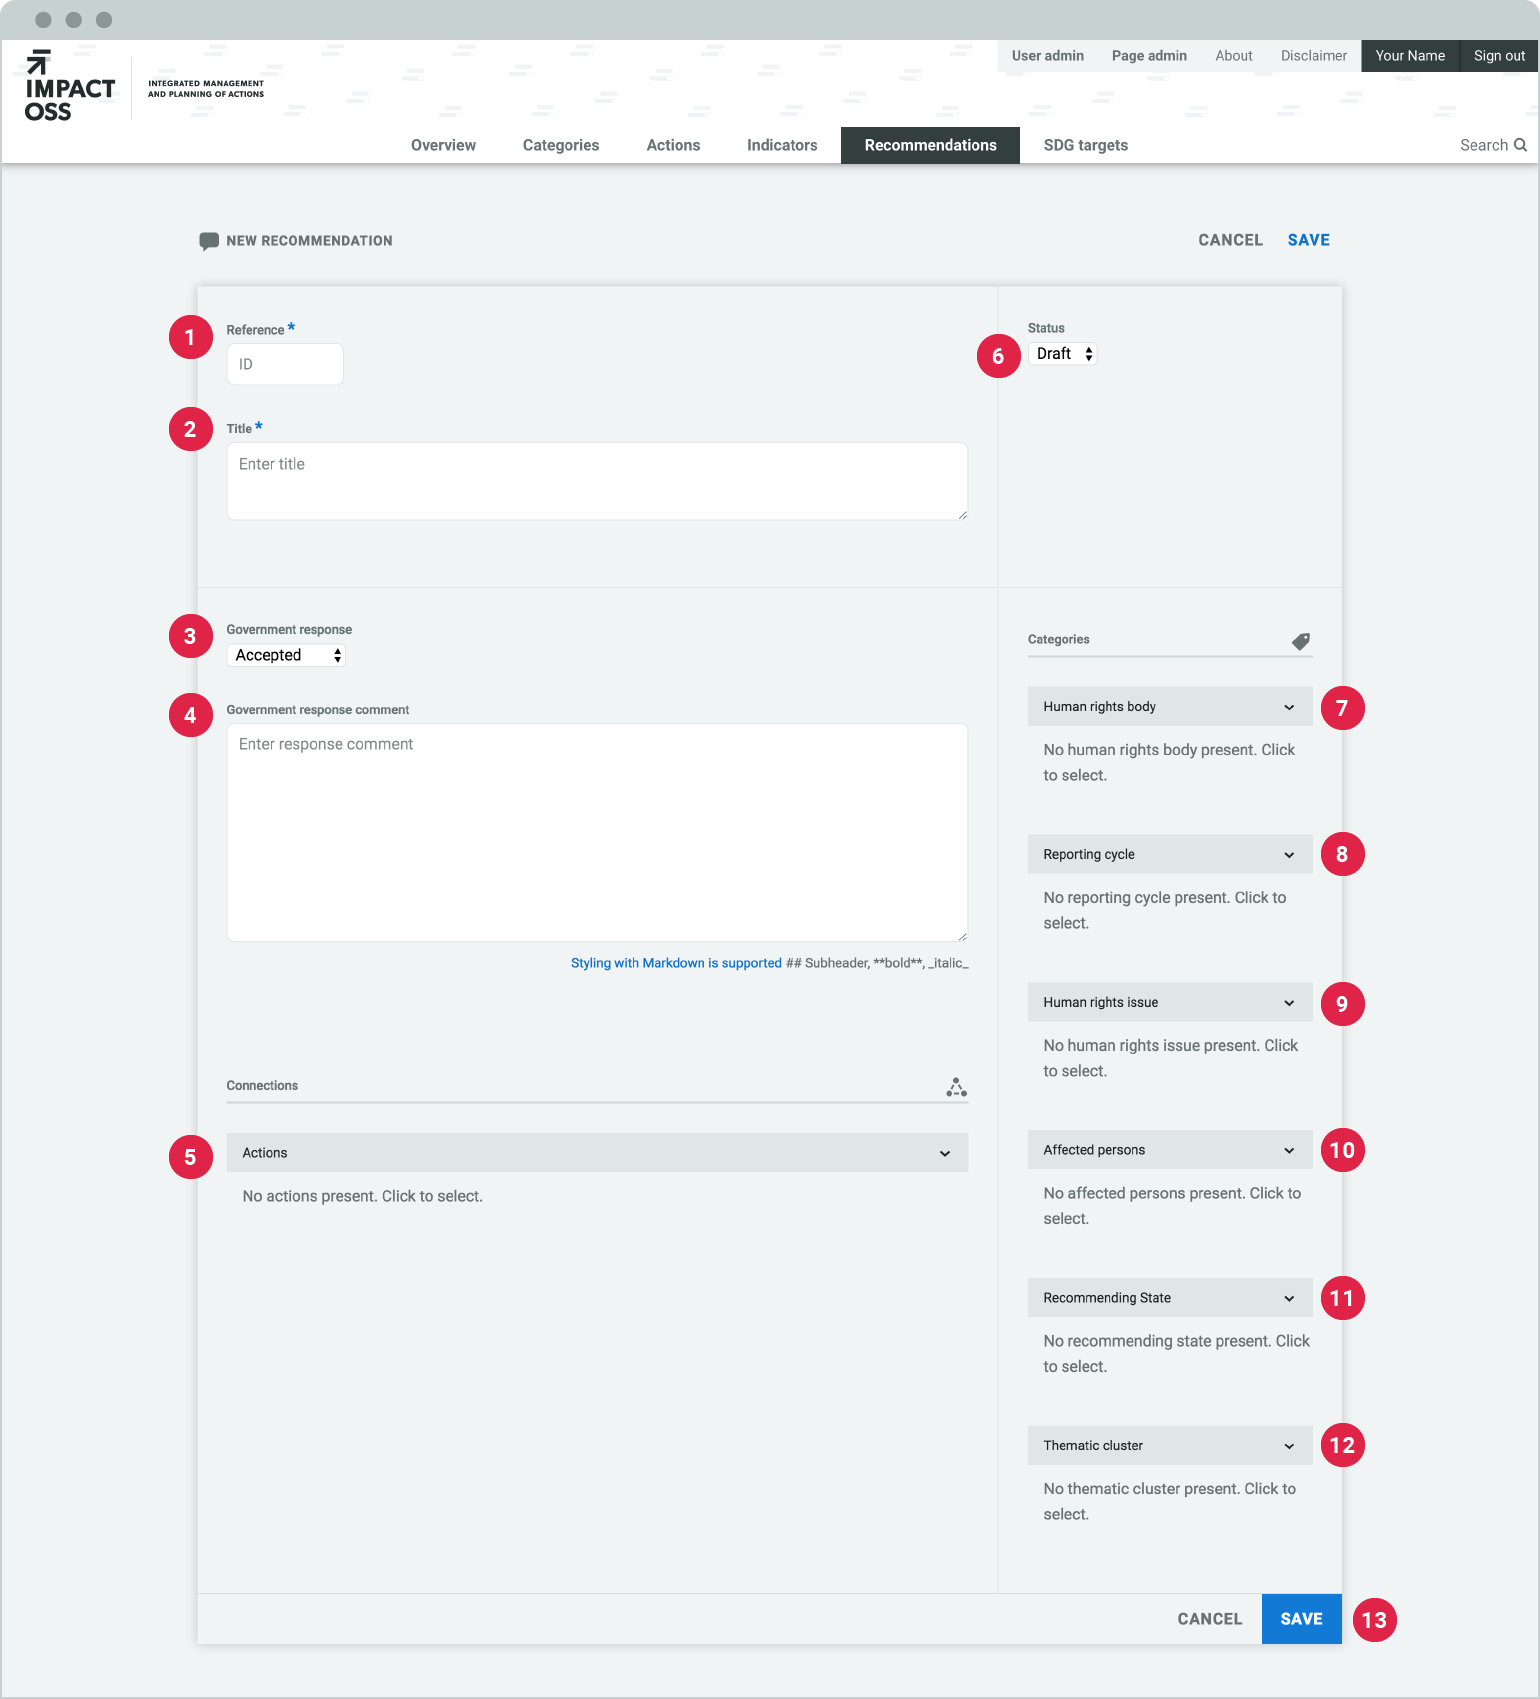 User admin Page admin About Disclaimer Your Name Sign out
IMPACT
OSS
INTEGRATED MANAGEMENT
AND PLANNING OF ACTIONS
Overview Categories Actions Indicators Recommendations SDG targets Search
NEW RECOMMENDATION CANCEL SAVE
1 Reference *
ID
2 Title *
Enter title
6 Status
Draft
3 Government response
Accepted
4 Government response comment
Enter response comment
Styling with Markdown is supported ## Subheader, **bold**, _italic_
Connections
5 Actions
No actions present. Click to select.
Categories
Human rights body 7
No human rights body present. Click
to select.
Reporting cycle 8
No reporting cycle present. Click to
select.
Human rights issue 9
No human rights issue present. Click
to select.
Affected persons 10
No affected persons present. Click to
select.
Recommending State 11
No recommending state present. Click
to select.
Thematic cluster 12
No thematic cluster present. Click to
select.
CANCEL SAVE 13